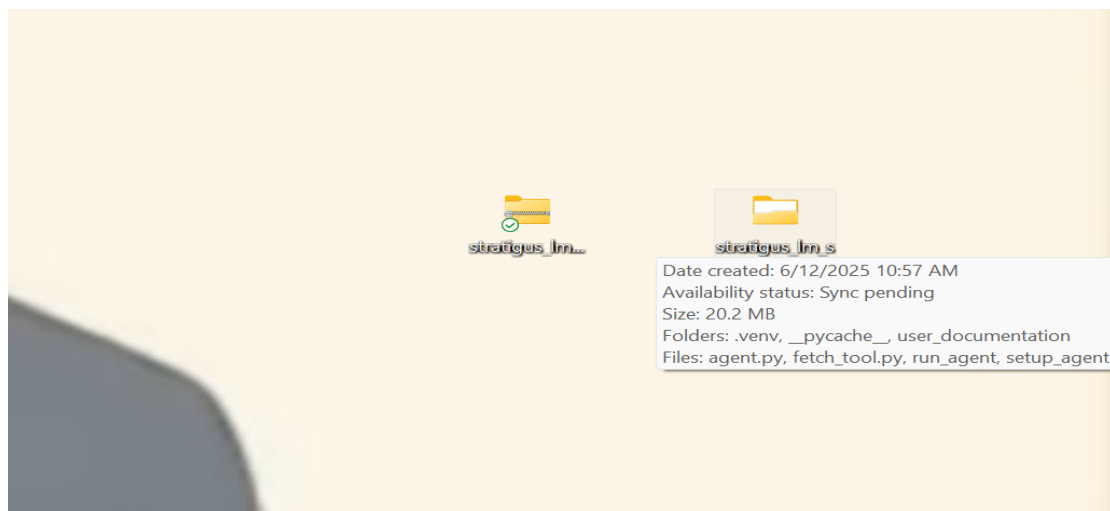 stratigus_lm...
stratigus_lm_s
Date created: 6/12/2025 10:57 AM
Availability status: Sync pending
Size: 20.2 MB
Folders: .venv, __pycache__, user_documentation
Files: agent.py, fetch_tool.py, run_agent, setup_agent